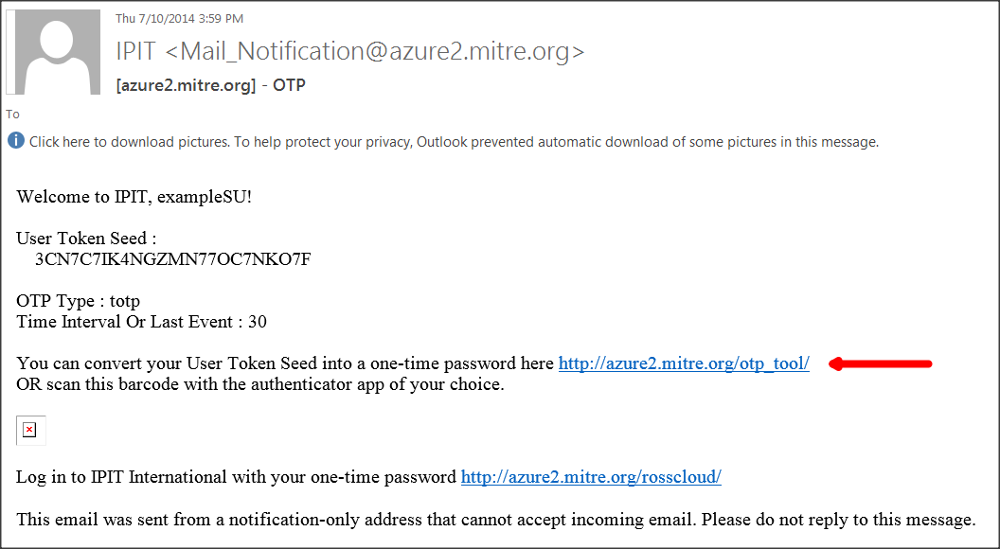 Thu 7/10/2014 3:59 PM
IPIT <Mail_Notification@azure2.mitre.org>
[azure2.mitre.org] - OTP
To
Click here to download pictures. To help protect your privacy, Outlook prevented automatic download of some pictures in this message.
Welcome to IPIT, exampleSU!
User Token Seed :
3CN7C7IK4NGZMN77OC7NKO7F
OTP Type : totp
Time Interval Or Last Event : 30
You can convert your User Token Seed into a one-time password here http://azure2.mitre.org/otp_tool/
OR scan this barcode with the authenticator app of your choice.
Log in to IPIT International with your one-time password http://azure2.mitre.org/rosscloud/
This email was sent from a notification-only address that cannot accept incoming email. Please do not reply to this message.